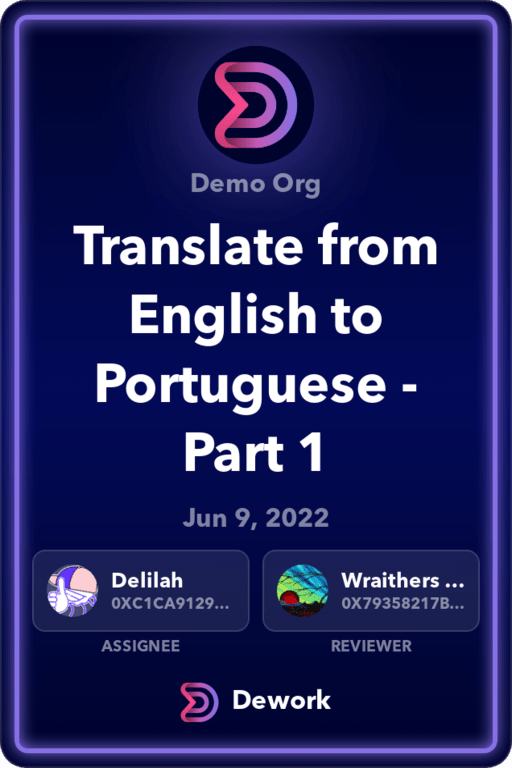 Demo Org
Translate from
English to
Portuguese -
Part 1
Jun 9, 2022
Delilah
0XC1CA9129...
Wraithers ...
0X79358217B...
ASSIGNEE
REVIEWER
Dework